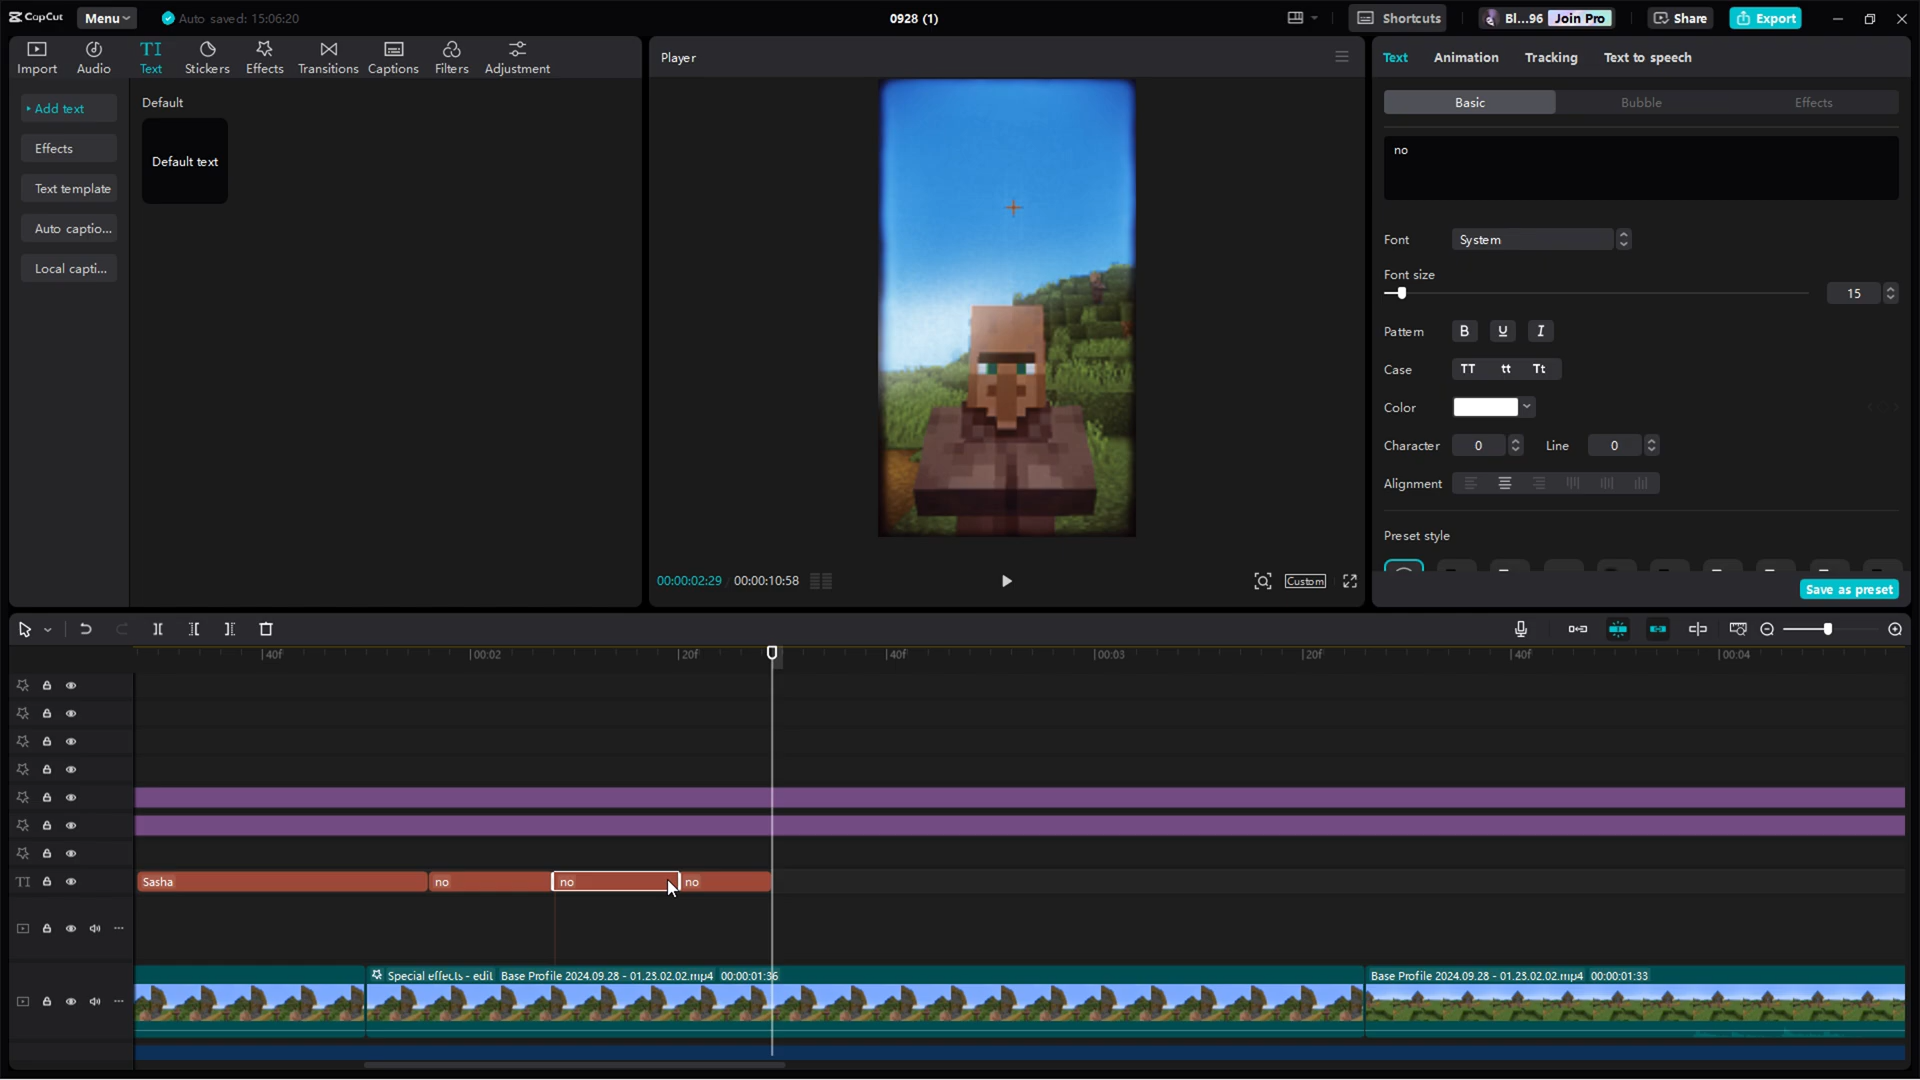 CapCut Menu Auto saved: 15:06:20 0928 (1) Shortcuts Bl...96 Join Pro Share Export
Import Audio Text Stickers Effects Transitions Captions Filters Adjustment
Add text
Effects
Text template
Auto captio...
Local capti...
Default
Default text
Player
00:00:02:29 00:00:10:58 Custom
Text Animation Tracking Text to speech
Basic Bubble Effects
no
Font System
Font size
15
Pattern B U I
Case TT tt Tt
Color
Character 0 Line 0
Alignment
Preset style
Save as preset
40f 00:02 20f 40f 00:03 20f 40f 00:04
TI Sasha no no no
Special effects - edit Base Profile 2024.09.28 - 01.23.02.02.mp4 00:00:01:36 Base Profile 2024.09.28 - 01.23.02.02.mp4 00:00:01:33